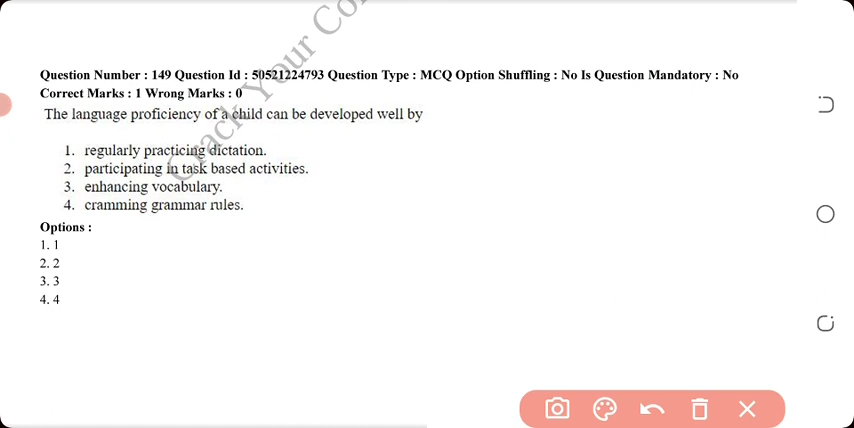 Crack Your Co
Question Number : 149 Question Id : 50521224793 Question Type : MCQ Option Shuffling : No Is Question Mandatory : No
Correct Marks : 1 Wrong Marks : 0
The language proficiency of a child can be developed well by
1. regularly practicing dictation.
2. participating in task based activities.
3. enhancing vocabulary.
4. cramming grammar rules.
Options :
1. 1
2. 2
3. 3
4. 4